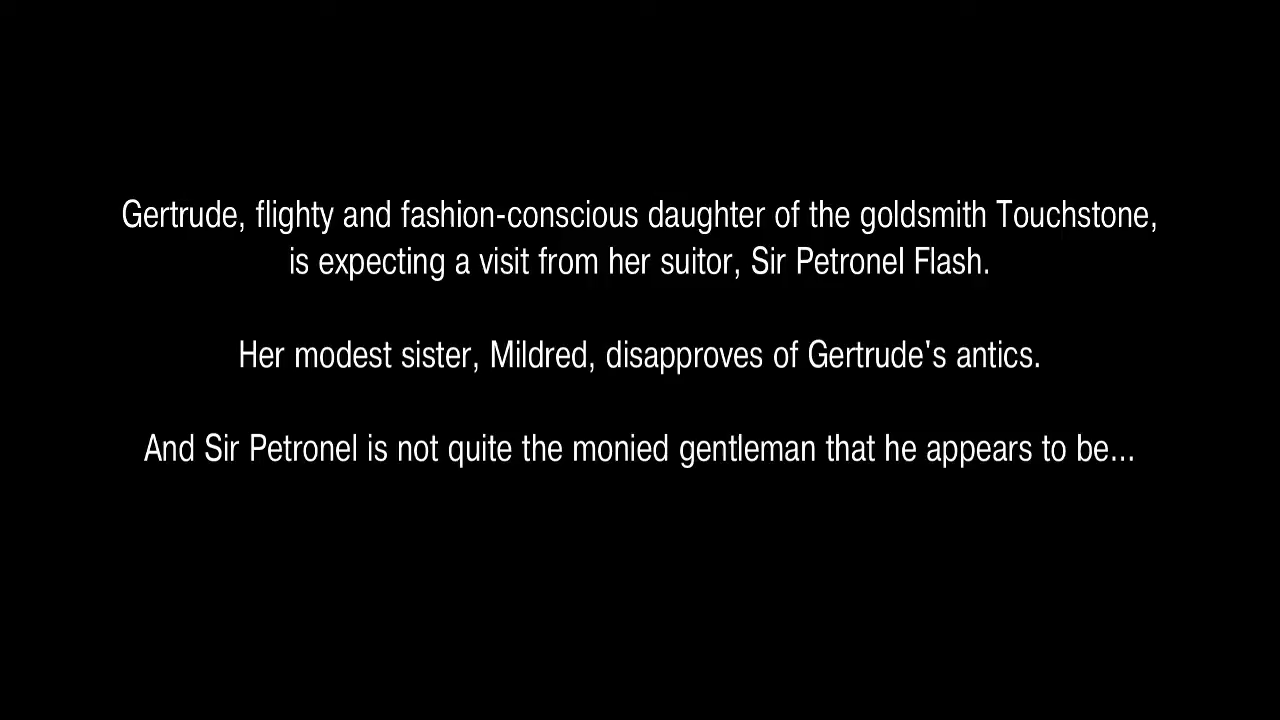 Gertrude, flighty and fashion-conscious daughter of the goldsmith Touchstone,
is expecting a visit from her suitor, Sir Petronel Flash.
Her modest sister, Mildred, disapproves of Gertrude's antics.
And Sir Petronel is not quite the monied gentleman that he appears to be...